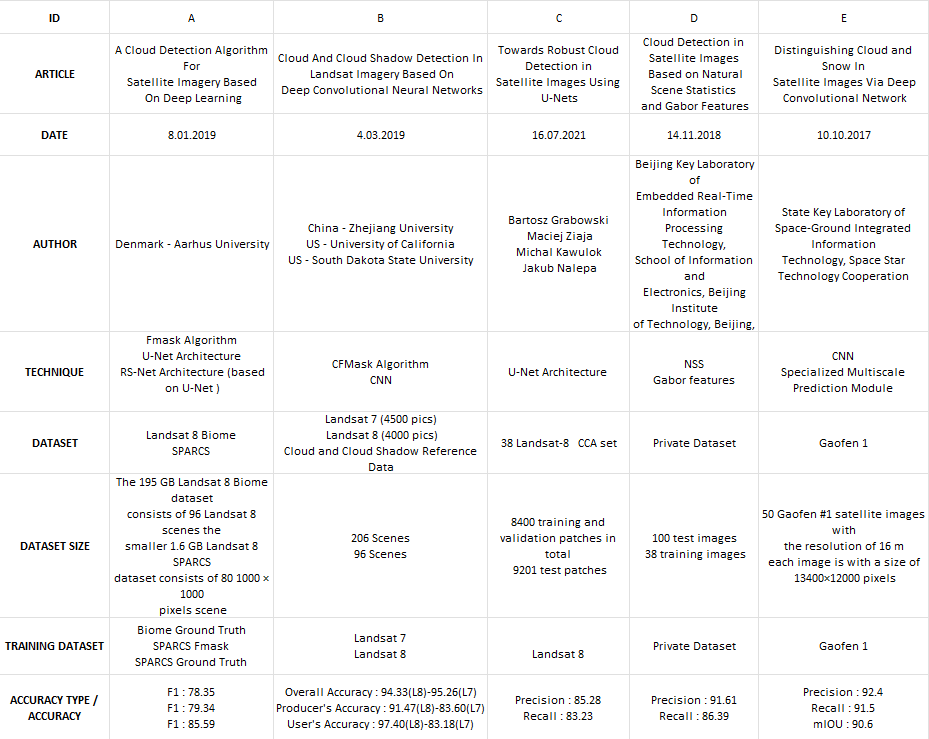 ID
A
B
C
D
E
ARTICLE
A Cloud Detection Algorithm
For
Satellite Imagery Based
On Deep Learning
Cloud And Cloud Shadow Detection In
Landsat Imagery Based On
Deep Convolutional Neural Networks
Towards Robust Cloud
Detection in
Satellite Images Using
U-Nets
Cloud Detection in
Satellite Images
Based on Natural
Scene Statistics
and Gabor Features
Distinguishing Cloud and
Snow In
Satellite Images Via Deep
Convolutional Network
DATE
8.01.2019
4.03.2019
16.07.2021
14.11.2018
10.10.2017
AUTHOR
Denmark - Aarhus University
China - Zhejiang University
US - University of California
US - South Dakota State University
Bartosz Grabowski
Maciej Ziaja
Michal Kawulok
Jakub Nalepa
Beijing Key Laboratory
of
Embedded Real-Time
Information
Processing
Technology,
School of Information
and
Electronics, Beijing
Institute
of Technology, Beijing,
State Key Laboratory of
Space-Ground Integrated
Information
Technology, Space Star
Technology Cooperation
TECHNIQUE
Fmask Algorithm
U-Net Architecture
RS-Net Architecture (based
on U-Net )
CFMask Algorithm
CNN
U-Net Architecture
NSS
Gabor features
CNN
Specialized Multiscale
Prediction Module
DATASET
Landsat 8 Biome
SPARCS
Landsat 7 (4500 pics)
Landsat 8 (4000 pics)
Cloud and Cloud Shadow Reference
Data
38 Landsat-8 CCA set
Private Dataset
Gaofen 1
DATASET SIZE
The 195 GB Landsat 8 Biome
dataset
consists of 96 Landsat 8
scenes the
smaller 1.6 GB Landsat 8
SPARCS
dataset consists of 80 1000 ×
1000
pixels scene
206 Scenes
96 Scenes
8400 training and
validation patches in
total
9201 test patches
100 test images
38 training images
50 Gaofen #1 satellite images
with
the resolution of 16 m
each image is with a size of
13400×12000 pixels
TRAINING DATASET
Biome Ground Truth
SPARCS Fmask
SPARCS Ground Truth
Landsat 7
Landsat 8
Landsat 8
Private Dataset
Gaofen 1
ACCURACY TYPE /
ACCURACY
F1 : 78.35
F1 : 79.34
F1 : 85.59
Overall Accuracy : 94.33(L8)-95.26(L7)
Producer's Accuracy : 91.47(L8)-83.60(L7)
User's Accuracy : 97.40(L8)-83.18(L7)
Precision : 85.28
Recall : 83.23
Precision : 91.61
Recall : 86.39
Precision : 92.4
Recall : 91.5
mIOU : 90.6